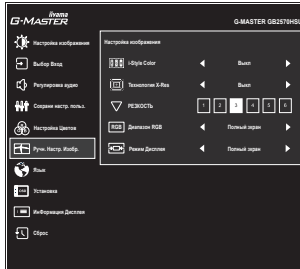 iiyama
G-MASTER
G-MASTER GB2570HSU
Настройка изображения
Выбор Вход
Регулировка аудио
Сохрани настр. польз.
Настройка Цветов
Ручн. Настр. Изобр.
Язык
Установка
ИнФормация Дисплея
Сброс
Настройка изображения
i-Style Color
Выкл
Технология X-Res
Выкл
РЕЗКОСТЬ
1 2 3 4 5 6
RGB
Диапазон RGB
Полный экран
Режим Дисплея
Полный экран